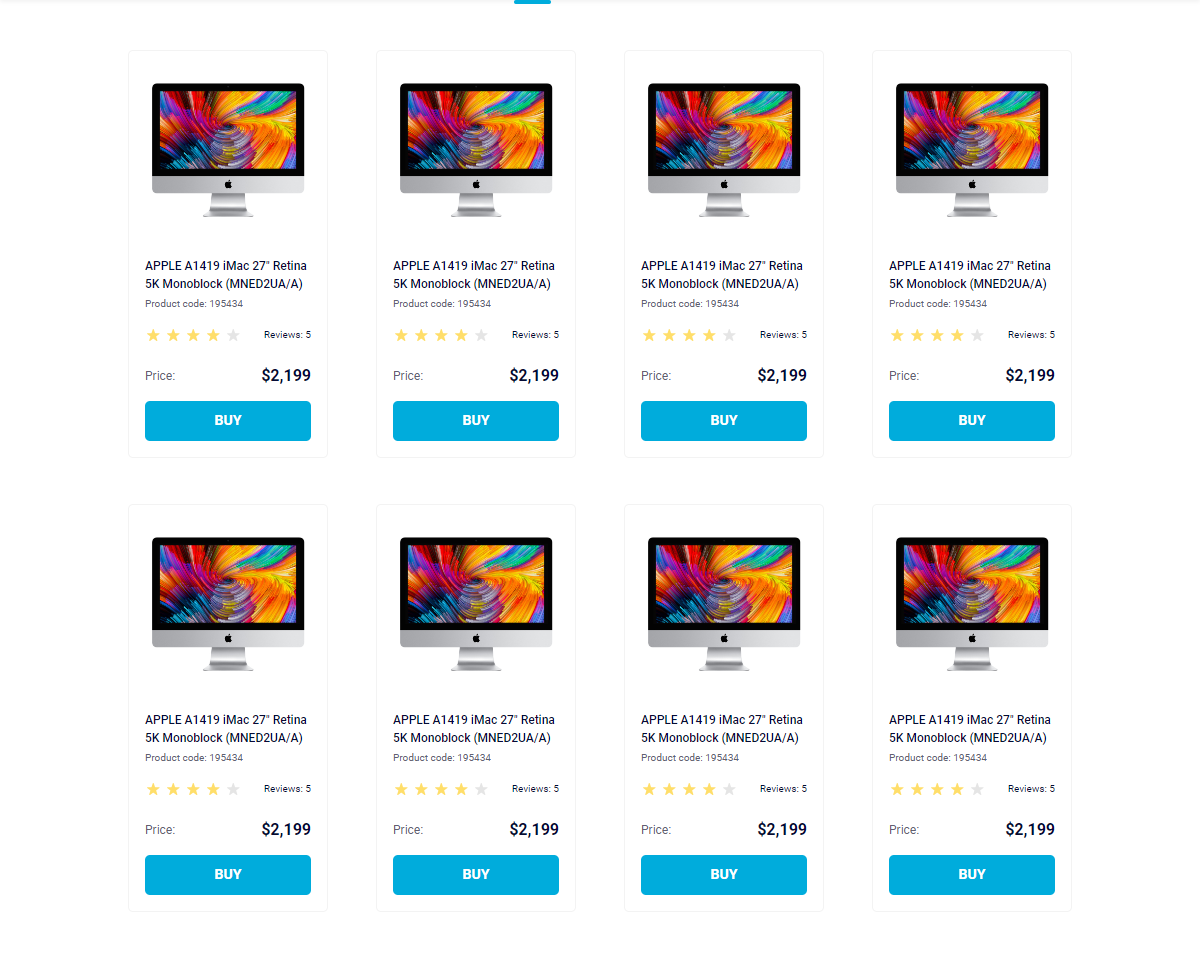 APPLE A1419 iMac 27" Retina
5K Monoblock (MNED2UA/A)
Product code: 195434
Reviews: 5
Price: $2,199
BUY
APPLE A1419 iMac 27" Retina
5K Monoblock (MNED2UA/A)
Product code: 195434
Reviews: 5
Price: $2,199
BUY
APPLE A1419 iMac 27" Retina
5K Monoblock (MNED2UA/A)
Product code: 195434
Reviews: 5
Price: $2,199
BUY
APPLE A1419 iMac 27" Retina
5K Monoblock (MNED2UA/A)
Product code: 195434
Reviews: 5
Price: $2,199
BUY
APPLE A1419 iMac 27" Retina
5K Monoblock (MNED2UA/A)
Product code: 195434
Reviews: 5
Price: $2,199
BUY
APPLE A1419 iMac 27" Retina
5K Monoblock (MNED2UA/A)
Product code: 195434
Reviews: 5
Price: $2,199
BUY
APPLE A1419 iMac 27" Retina
5K Monoblock (MNED2UA/A)
Product code: 195434
Reviews: 5
Price: $2,199
BUY
APPLE A1419 iMac 27" Retina
5K Monoblock (MNED2UA/A)
Product code: 195434
Reviews: 5
Price: $2,199
BUY